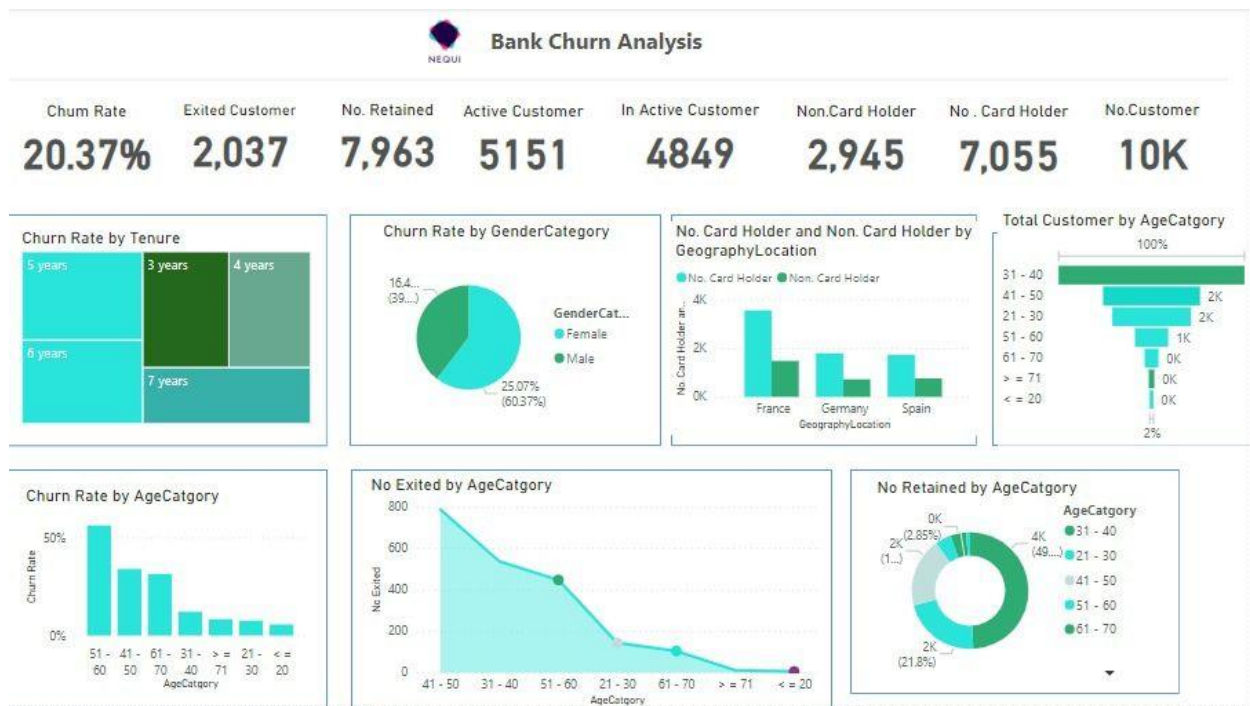 NEQUI
Bank Churn Analysis
Chum Rate
20.37%
Exited Customer
2,037
No. Retained
7,963
Active Customer
5151
In Active Customer
4849
Non.Card Holder
2,945
No . Card Holder
7,055
No.Customer
10K
Churn Rate by Tenure
5 years
6 years
3 years
4 years
7 years
Churn Rate by GenderCategory
16.4...
(39...)
25.07%
(60.37%)
GenderCat...
Female
Male
No. Card Holder and Non. Card Holder by
GeographyLocation
No. Card Holder
Non. Card Holder
No. Card Holder an...
4K
2K
0K
France
Germany
Spain
GeographyLocation
Total Customer by AgeCatgory
100%
31 - 40
41 - 50
2K
21 - 30
2K
51 - 60
1K
61 - 70
0K
> = 71
0K
< = 20
0K
2%
Churn Rate by AgeCatgory
Churn Rate
50%
0%
51 -
60
41 -
50
61 -
70
31 -
40
> =
71
21 -
30
< =
20
AgeCatgory
No Exited by AgeCatgory
No Exited
800
600
400
200
0
41 - 50
31 - 40
51 - 60
21 - 30
61 - 70
> = 71
< = 20
AgeCatgory
No Retained by AgeCatgory
0K
(2.85%)
2K
(1...)
4K
(49....)
2K
(21.8%)
AgeCatgory
31 - 40
21 - 30
41 - 50
51 - 60
61 - 70